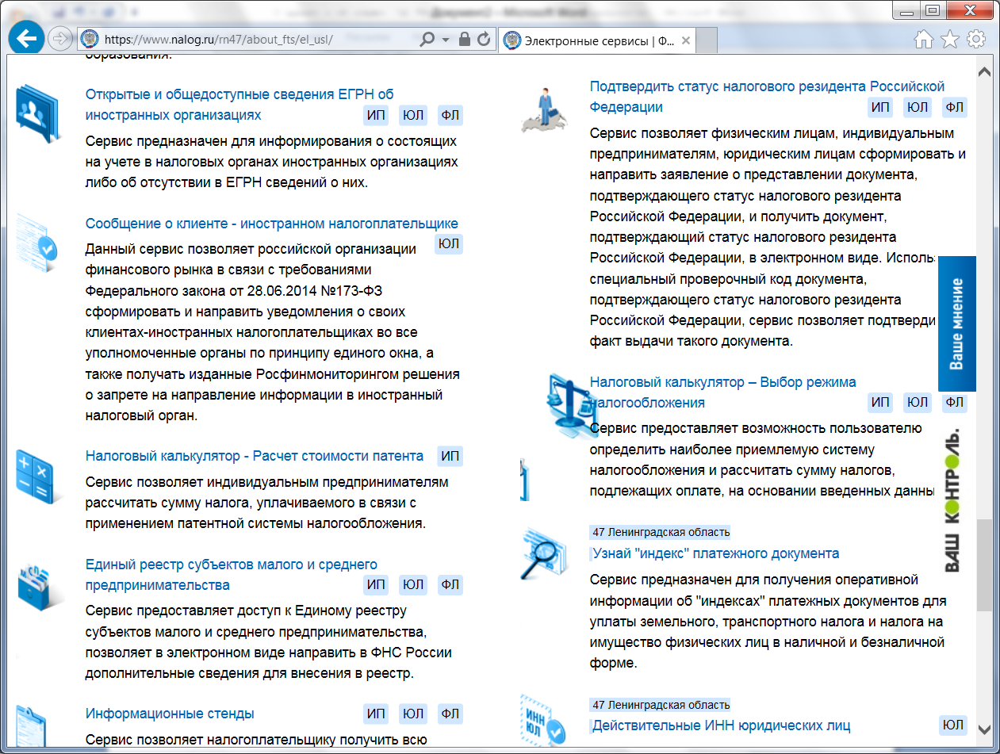 https://www.nalog.ru/rn47/about_fts/el_usl/
Электронные сервисы | Ф...
образования.
Открытые и общедоступные сведения ЕГРН об
иностранных организациях
ИП ЮЛ ФЛ
Сервис предназначен для информирования о состоящих
на учете в налоговых органах иностранных организациях
либо об отсутствии в ЕГРН сведений о них.
Сообщение о клиенте - иностранном налогоплательщике
ЮЛ
Данный сервис позволяет российской организации
финансового рынка в связи с требованиями
Федерального закона от 28.06.2014 №173-ФЗ
сформировать и направить уведомления о своих
клиентах-иностранных налогоплательщиках во все
уполномоченные органы по принципу единого окна, а
также получать изданные Росфинмониторингом решения
о запрете на направление информации в иностранный
налоговый орган.
Налоговый калькулятор - Расчет стоимости патента ИП
Сервис позволяет индивидуальным предпринимателям
рассчитать сумму налога, уплачиваемого в связи с
применением патентной системы налогообложения.
МСП
Единый реестр субъектов малого и среднего
предпринимательства
ИП ЮЛ ФЛ
Сервис предоставляет доступ к Единому реестру
субъектов малого и среднего предпринимательства,
позволяет в электронном виде направить в ФНС России
дополнительные сведения для внесения в реестр.
Информационные стенды ИП ЮЛ ФЛ
Сервис позволяет налогоплательщику получить всю
Подтвердить статус налогового резидента Российской
Федерации
ИП ЮЛ ФЛ
Сервис позволяет физическим лицам, индивидуальным
предпринимателям, юридическим лицам сформировать и
направить заявление о представлении документа,
подтверждающего статус налогового резидента
Российской Федерации, и получить документ,
подтверждающий статус налогового резидента
Российской Федерации, в электронном виде. Исполь
специальный проверочный код документа,
подтверждающего статус налогового резидента
Российской Федерации, сервис позволяет подтверди
факт выдачи такого документа.
Налоговый калькулятор – Выбор режима
налогообложения
ИП ЮЛ ФЛ
Сервис предоставляет возможность пользователю
определить наиболее приемлемую систему
налогообложения и рассчитать сумму налогов,
подлежащих оплате, на основании введенных данны
47 Ленинградская область
Узнай "индекс" платежного документа
Сервис предназначен для получения оперативной
информации об "индексах" платежных документов для
уплаты земельного, транспортного налога и налога на
имущество физических лиц в наличной и безналичной
форме.
47 Ленинградская область
ИНН
ЮЛ
Действительные ИНН юридических лиц ЮЛ
Ваше мнение
ВАШ КОНТРОЛЬ.